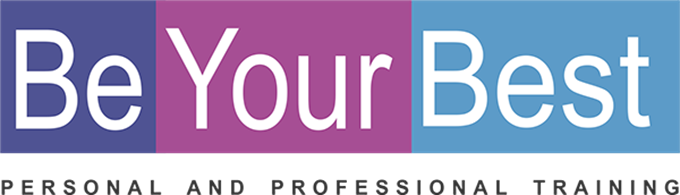 Be Your Best
PERSONAL AND PROFESSIONAL TRAINING